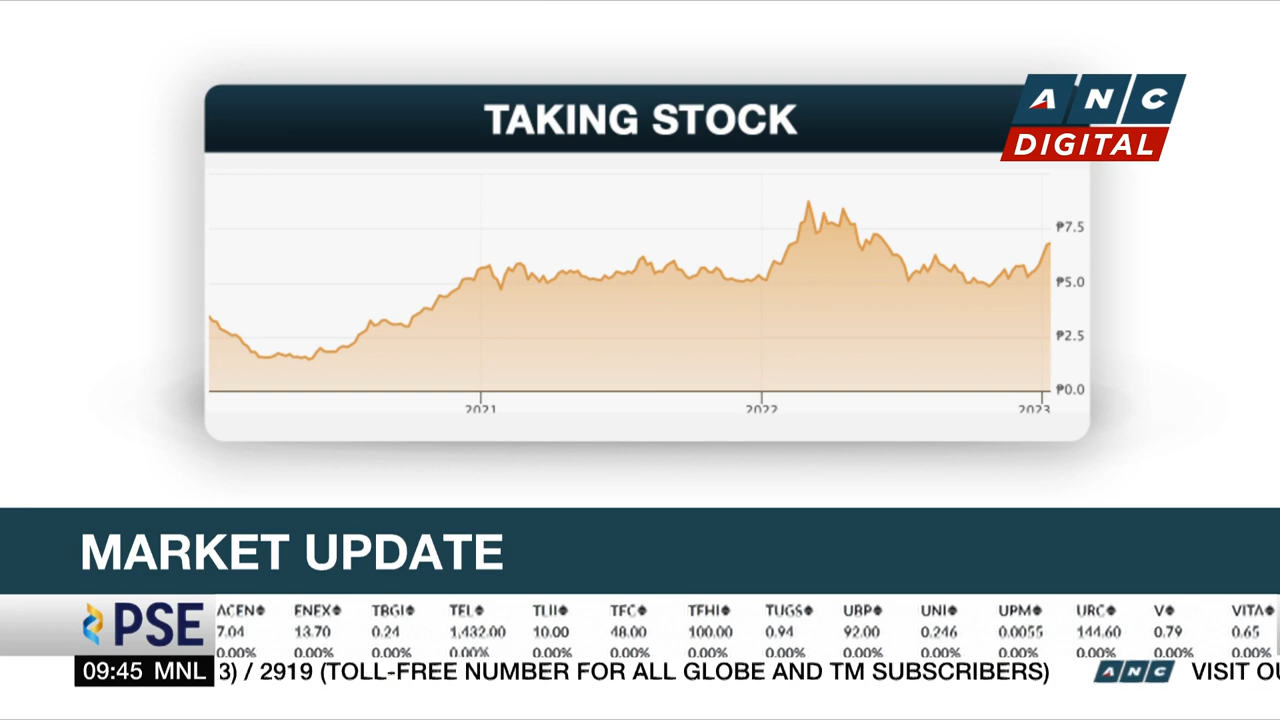 ANC
DIGITAL
TAKING STOCK
₱7.5
₱5.0
₱2.5
₱0.0
2021 2022 2023
MARKET UPDATE
PSE
ACEN ENEX TBGI TEL TLII TFC TFHI TUGS UBP UNI UPM URC V VITA
7.04 13.70 0.24 1,432.00 10.00 48.00 100.00 0.94 92.00 0.246 0.0055 144.60 0.79 0.65
0.00% 0.00% 0.00% 0.00% 0.00% 0.00% 0.00% 0.00% 0.00% 0.00% 0.00% 0.00% 0.00% 0.00%
09:45 MNL 3) / 2919 (TOLL-FREE NUMBER FOR ALL GLOBE AND TM SUBSCRIBERS) ANC VISIT